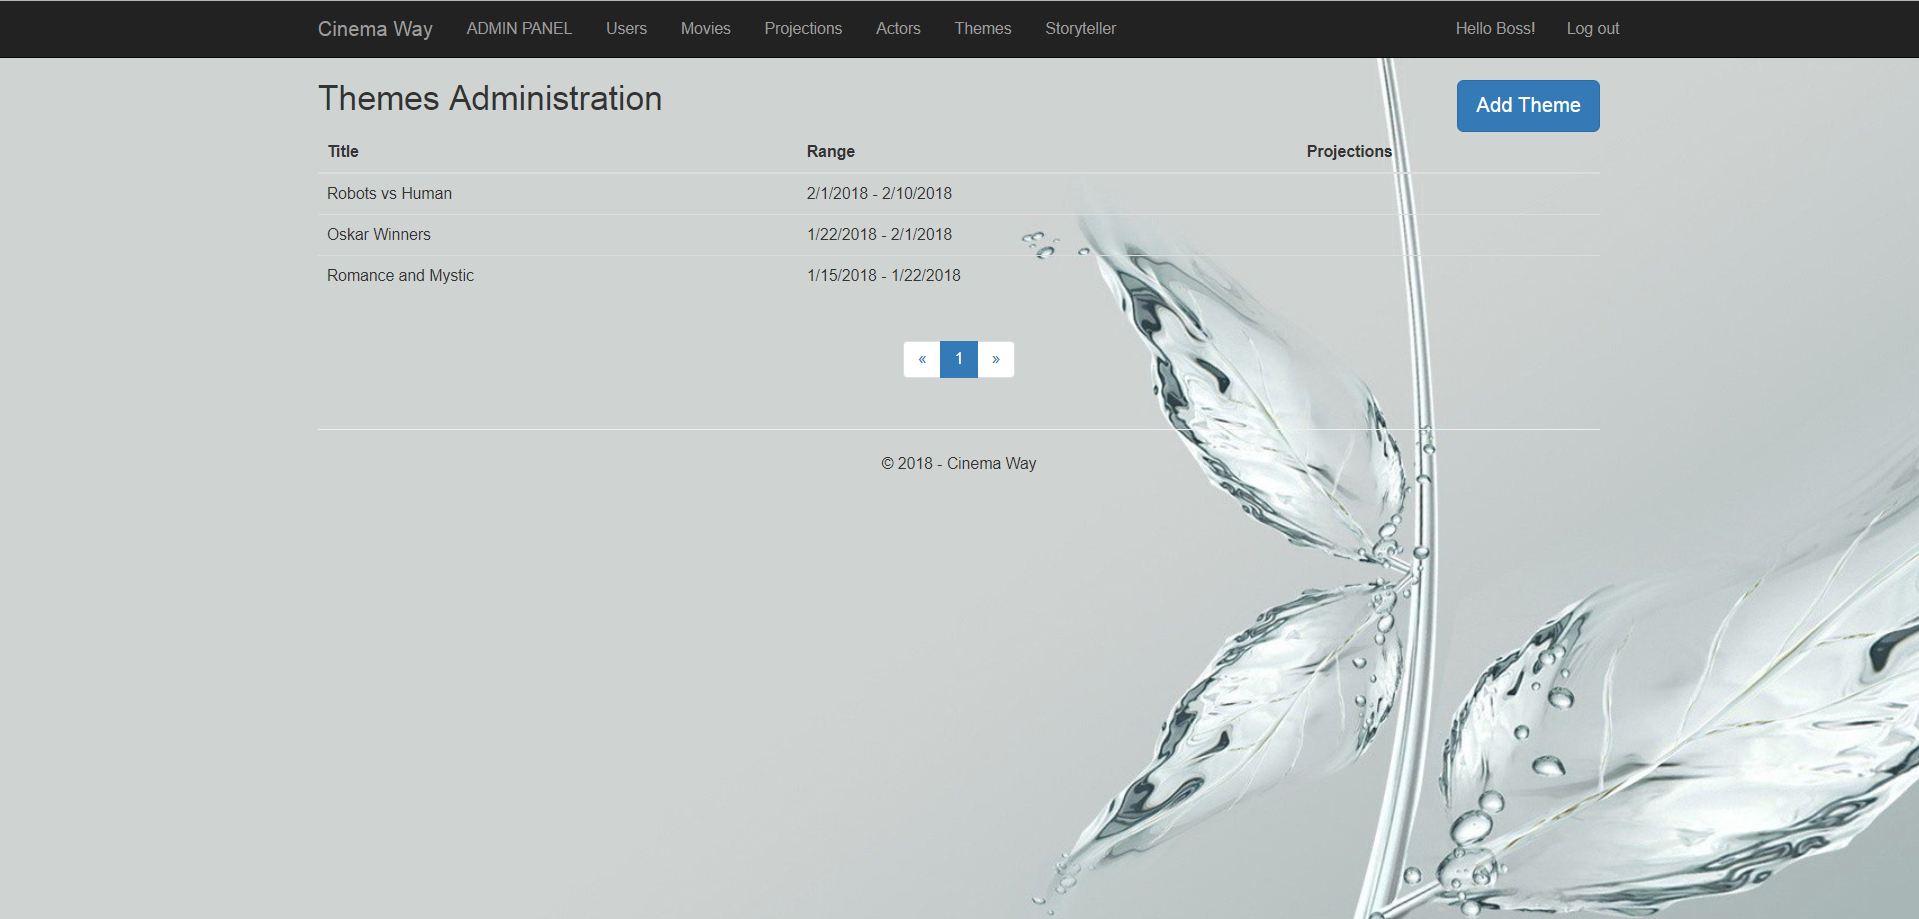 Cinema Way ADMIN PANEL Users Movies Projections Actors Themes Storyteller Hello Boss! Log out
Themes Administration Add Theme
Title Range Projections
Robots vs Human 2/1/2018 - 2/10/2018
Oskar Winners 1/22/2018 - 2/1/2018
Romance and Mystic 1/15/2018 - 1/22/2018
« 1 »
© 2018 - Cinema Way